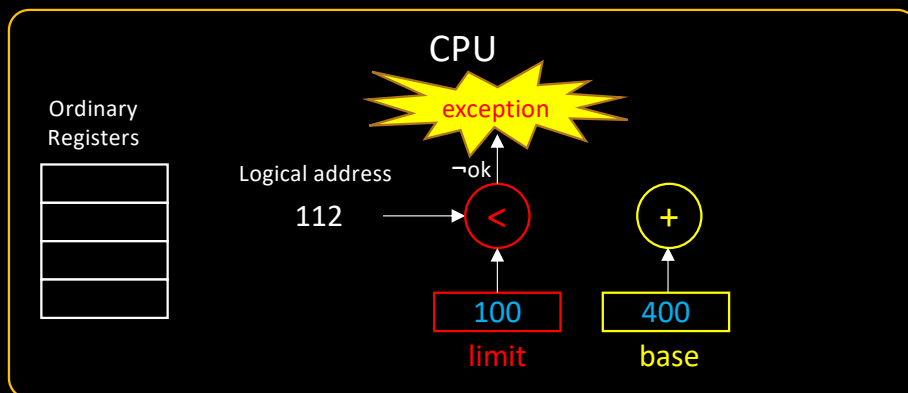 CPU
exception
Ordinary
Registers
¬ok
Logical address
112
<
+
100
400
limit
base